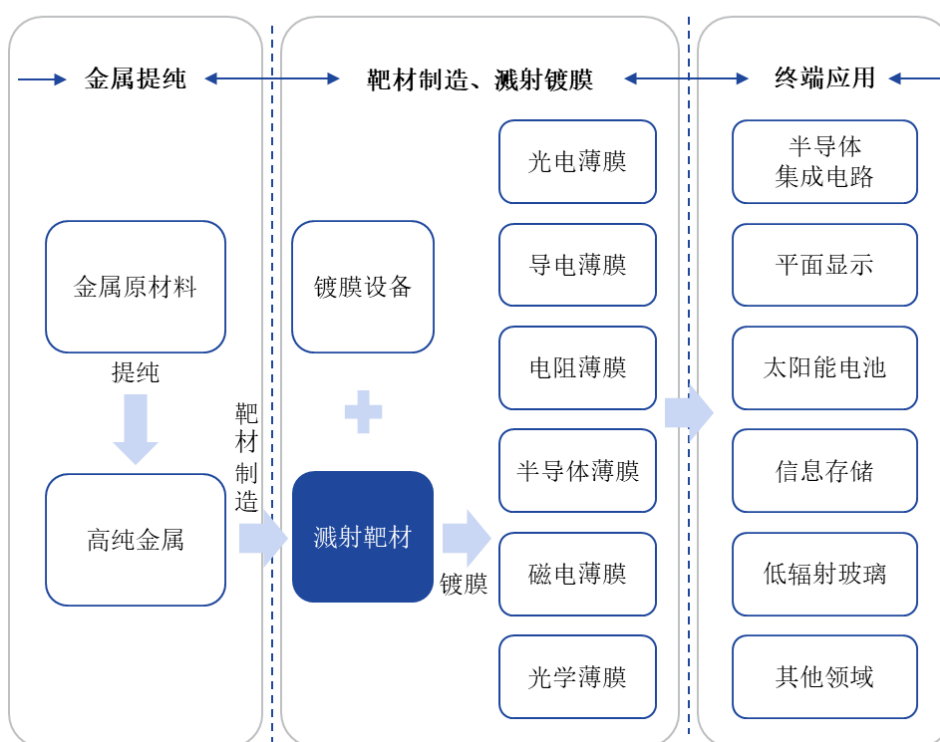 金属提纯
金属原材料
提纯
高纯金属
靶材制造
靶材制造、溅射镀膜
镀膜设备
溅射靶材
镀膜
光电薄膜
导电薄膜
电阻薄膜
半导体薄膜
磁电薄膜
光学薄膜
终端应用
半导体
集成电路
平面显示
太阳能电池
信息存储
低辐射玻璃
其他领域